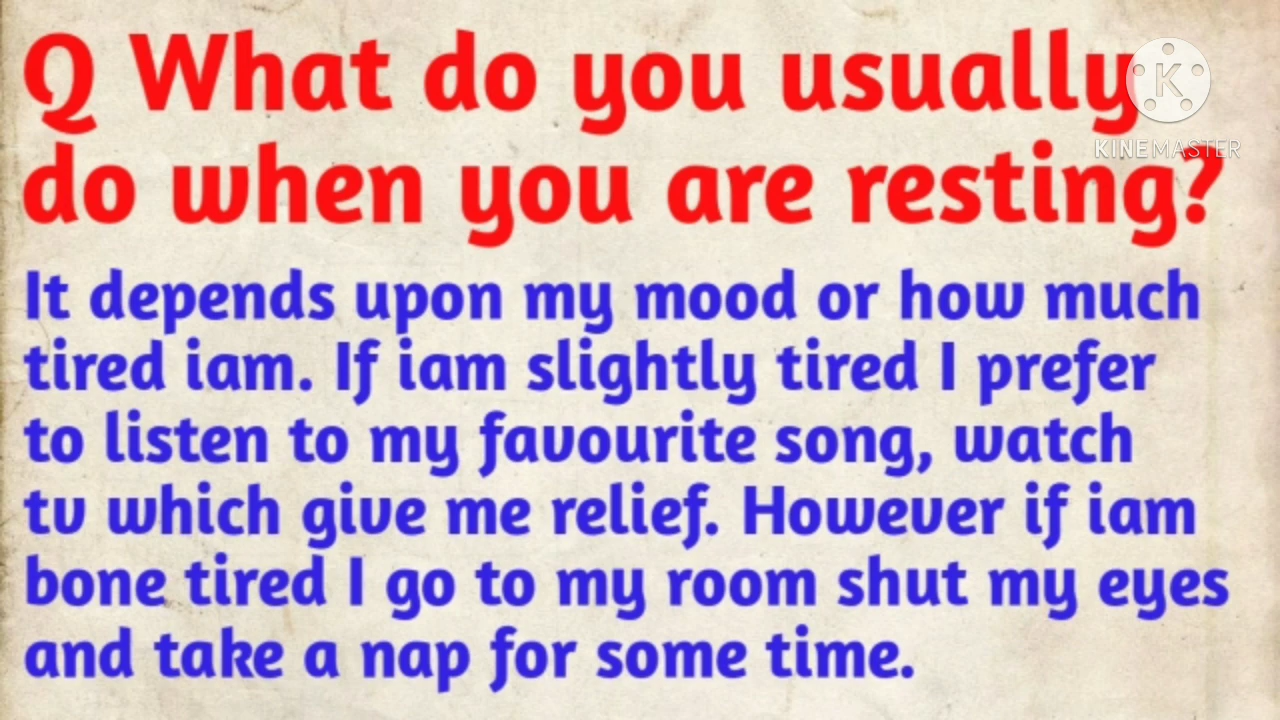 Q What do you usually
do when you are resting?
KINEMASTER
It depends upon my mood or how much
tired iam. If iam slightly tired I prefer
to listen to my favourite song, watch
tv which give me relief. However if iam
bone tired I go to my room shut my eyes
and take a nap for some time.